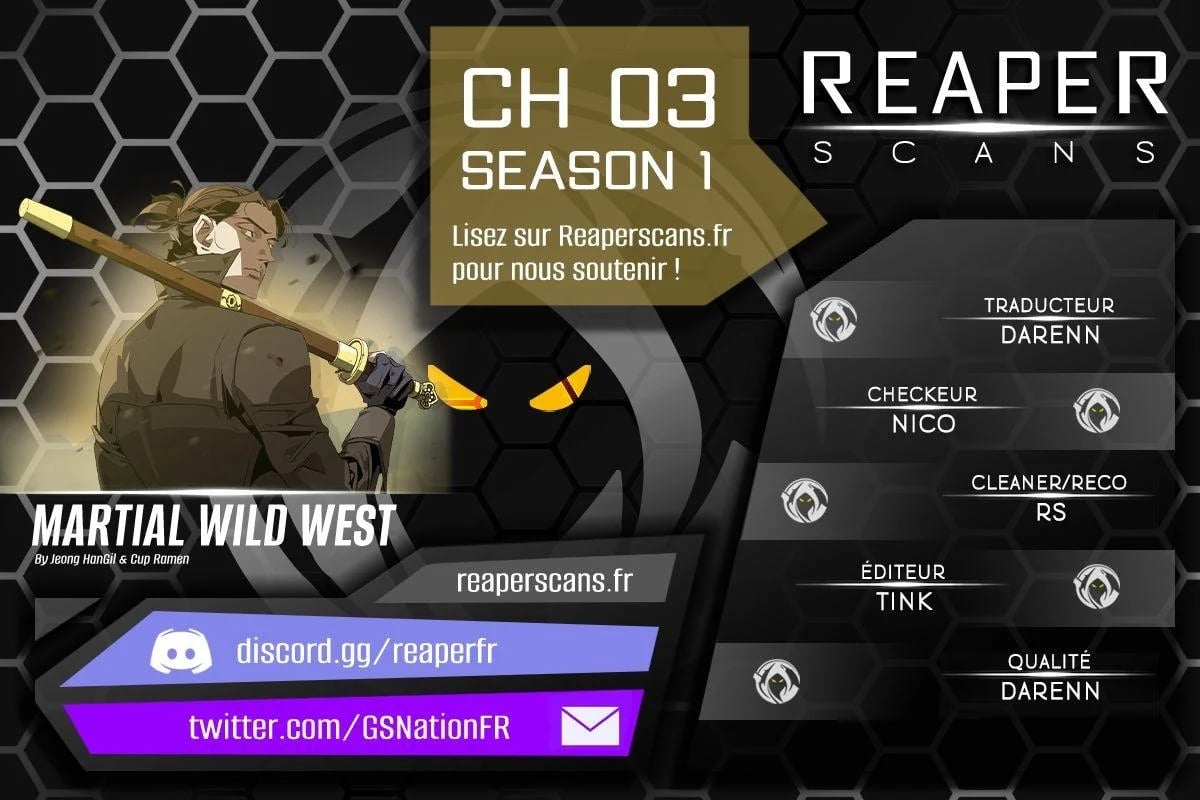 CH 03
SEASON 1
Lisez sur Reaperscans.fr
pour nous soutenir !
REAPER
SCANS
TRADUCTEUR
DARENN
CHECKEUR
NICO
CLEANER/RECO
RS
ÉDITEUR
TINK
QUALITÉ
DARENN
MARTIAL WILD WEST
By Jeong HanGil & Cup Ramen
reaperscans.fr
discord.gg/reaperfr
twitter.com/GSNationFR